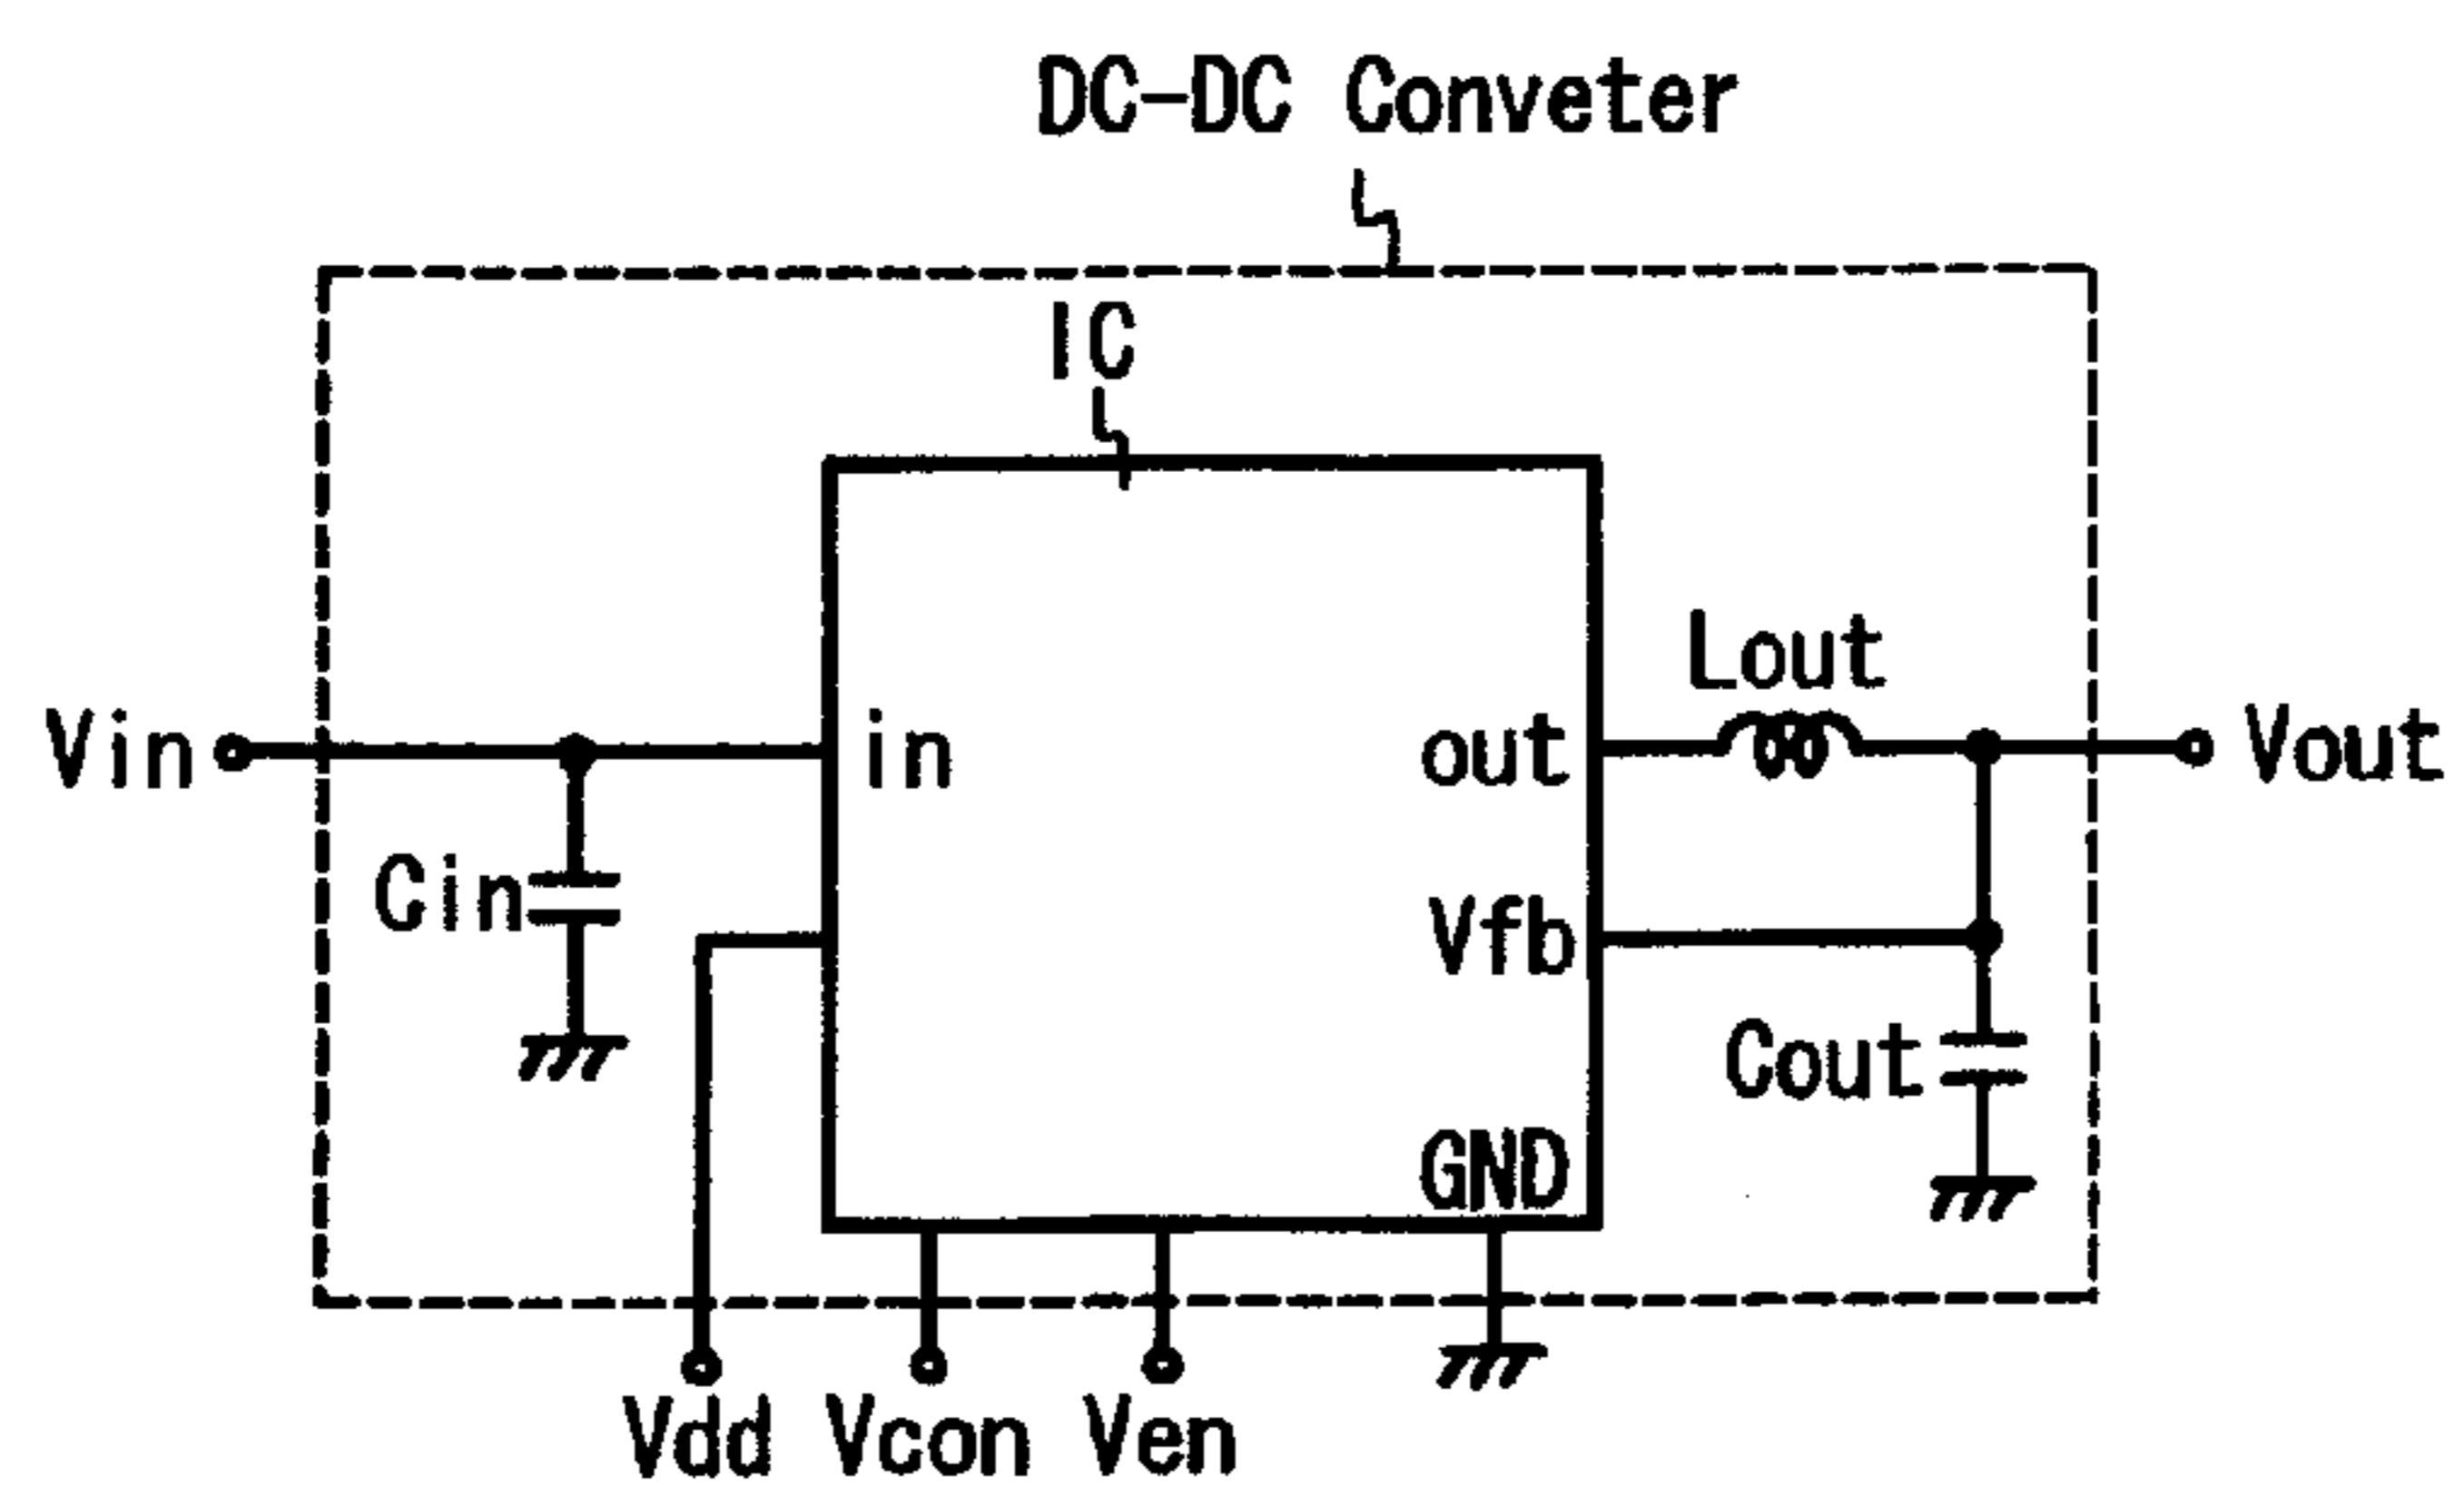 DC-DC Conveter
IC
Lout
Vin
in
out
Vout
Cin
Vfb
Cout
GND
Vdd Vcon Ven